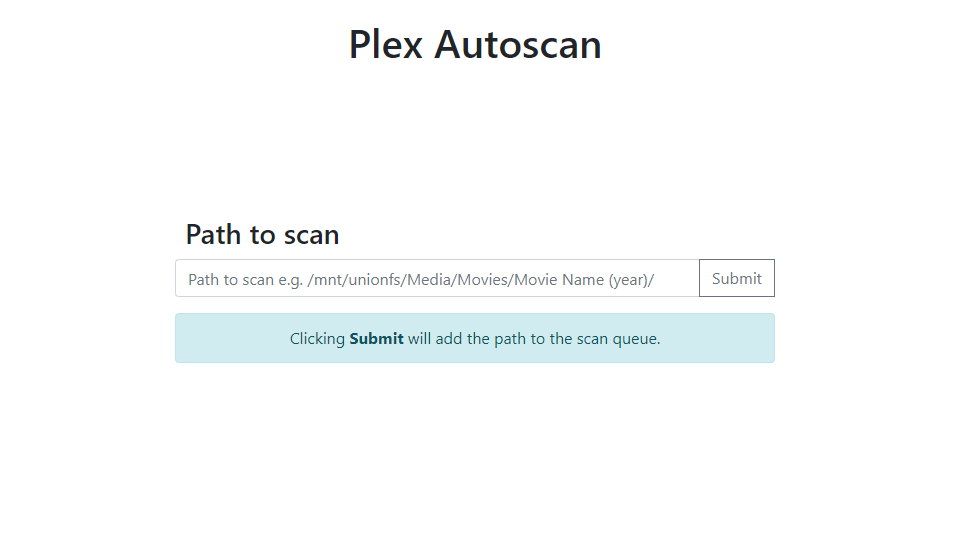 Plex Autoscan
Path to scan
Path to scan e.g. /mnt/unionfs/Media/Movies/Movie Name (year)/
Submit
Clicking Submit will add the path to the scan queue.